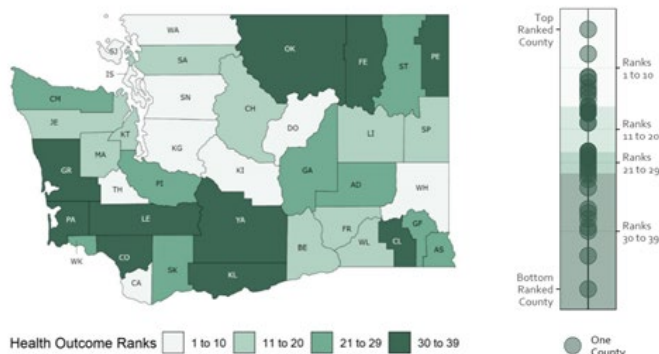 WA
OK
FE
ST
PE
SJ
IS
SA
CM
SN
CH
DO
JE
KT
LI
SP
KG
MA
KI
GR
GA
TH
PI
AD
WH
PA
LE
YA
FR
GF
WK
CO
BE
WL
CL
AS
SK
KL
CA
Health Outcome Ranks
1 to 10
11 to 20
21 to 29
30 to 39
Top Ranked
County
Ranks
1 to 10
Ranks
11 to 20
Ranks
21 to 29
Ranks
30 to 39
Bottom
Ranked
County
One
County